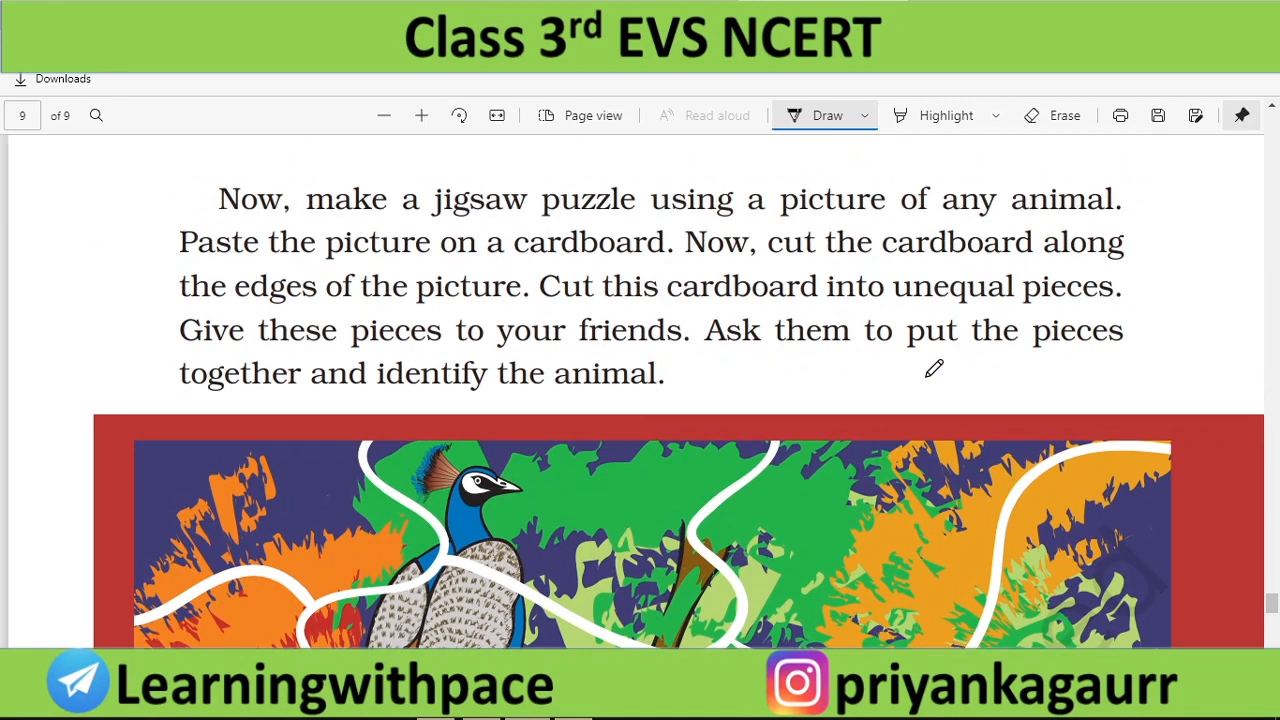 Class 3rd EVS NCERT
Downloads
9 of 9 Page view Read aloud Draw Highlight Erase
Now, make a jigsaw puzzle using a picture of any animal.
Paste the picture on a cardboard. Now, cut the cardboard along
the edges of the picture. Cut this cardboard into unequal pieces.
Give these pieces to your friends. Ask them to put the pieces
together and identify the animal.
Learningwithpace priyankagaurr